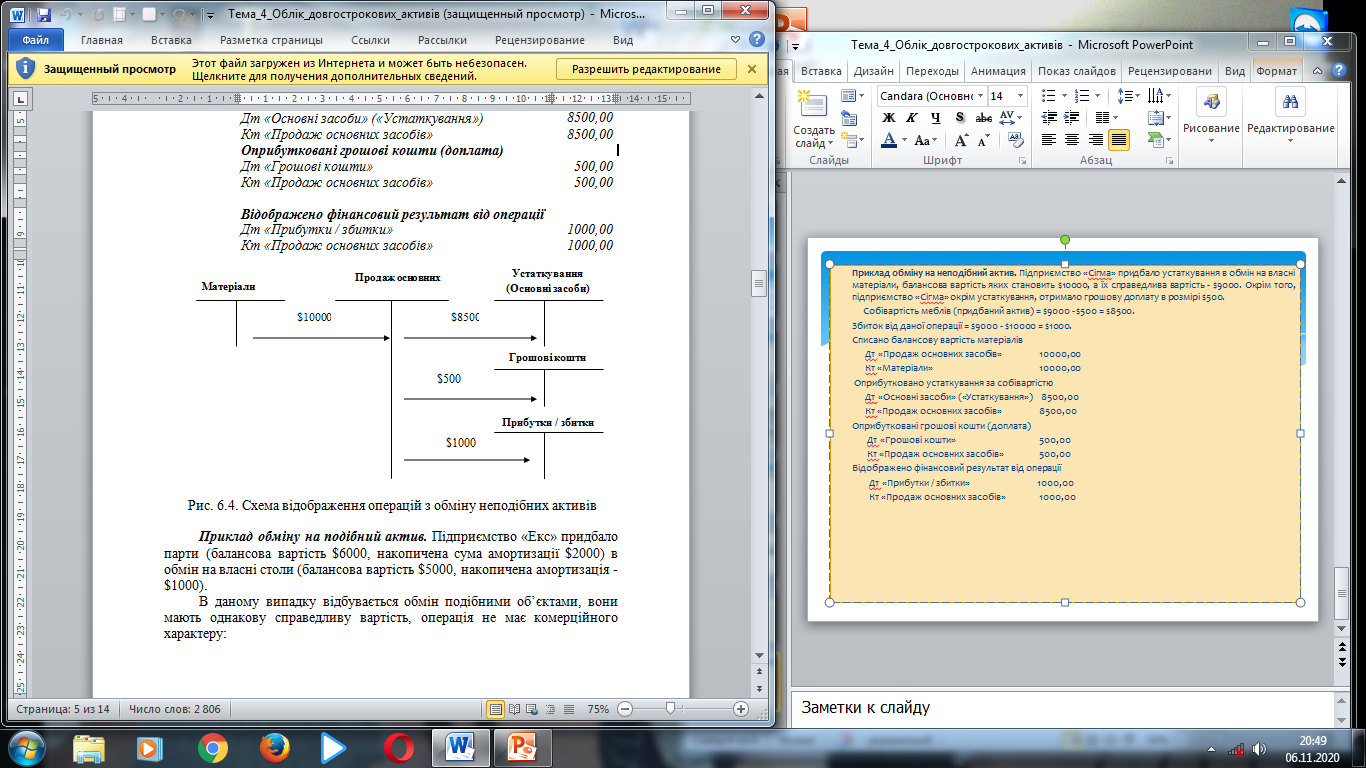 Тема_4_Облік_довгострокових_активів (защищенный просмотр) - Micros...
Файл
Главная
Вставка
Разметка страницы
Ссылки
Рассылки
Рецензирование
Вид
Защищенный просмотр
Этот файл загружен из Интернета и может быть небезопасен.
Щелкните для получения дополнительных сведений.
Разрешить редактирование
Дт «Основні засоби» («Устаткування») 8500,00
Кт «Продаж основних засобів» 8500,00
Оприбутковані грошові кошти (доплата)
Дт «Грошові кошти» 500,00
Кт «Продаж основних засобів» 500,00
Відображено фінансовий результат від операції
Дт «Прибутки / збитки» 1000,00
Кт «Продаж основних засобів» 1000,00
Матеріали
Продаж основних
Устаткування
(Основні засоби)
$10000
$8500
Грошові кошти
$500
Прибутки / збитки
$1000
Рис. 6.4. Схема відображення операцій з обміну неподібних активів
Приклад обміну на подібний актив. Підприємство «Екс» придбало
парти (балансова вартість $6000, накопичена сума амортизації $2000) в
обмін на власні столи (балансова вартість $5000, накопичена амортизація -
$1000).
В даному випадку відбувається обмін подібними об’єктами, вони
мають однакову справедливу вартість, операція не має комерційного
характеру:
Страница: 5 из 14
Число слов: 2 806
75%
Тема_4_Облік_довгострокових_активів - Microsoft PowerPoint
ая
Вставка
Дизайн
Переходы
Анимация
Показ слайдов
Рецензировани
Вид
Формат
Candara (Основно
14
Создать
слайд
Слайды
Ж К Ч S abc AV
А Аа А А
Шрифт
Абзац
Рисование
Редактирование
Приклад обміну на неподібний актив. Підприємство «Сігма» придбало устаткування в обмін на власні
матеріали, балансова вартість яких становить $10000, а їх справедлива вартість - $9000. Окрім того,
підприємство «Сігма» окрім устаткування, отримало грошову доплату в розмірі $500.
Собівартість меблів (придбаний актив) = $9000 -$500 = $8500.
Збиток від даної операції = $9000 - $10000 = $1000.
Списано балансову вартість матеріалів
Дт «Продаж основних засобів» 10000,00
Кт «Матеріали» 10000,00
Оприбутковано устаткування за собівартістю
Дт «Основні засоби» («Устаткування») 8500,00
Кт «Продаж основних засобів» 8500,00
Оприбутковані грошові кошти (доплата)
Дт «Грошові кошти» 500,00
Кт «Продаж основних засобів» 500,00
Відображено фінансовий результат від операції
Дт «Прибутки / збитки» 1000,00
Кт «Продаж основних засобів» 1000,00
Заметки к слайду
20:49
06.11.2020